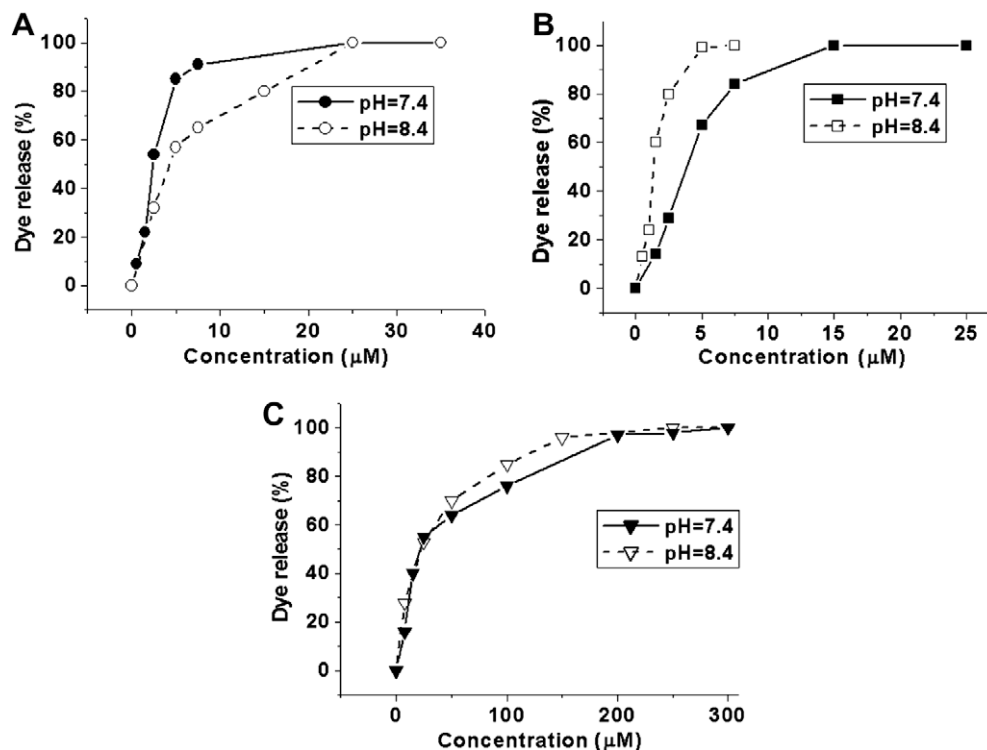 A
100
80
60
40
20
0
Dye release (%)
pH=7.4
pH=8.4
0 10 20 30 40
Concentration (μM)
B
100
80
60
40
20
0
Dye release (%)
pH=7.4
pH=8.4
0 5 10 15 20 25
Concentration (μM)
C
100
80
60
40
20
0
Dye release (%)
pH=7.4
pH=8.4
0 100 200 300
Concentration (μM)